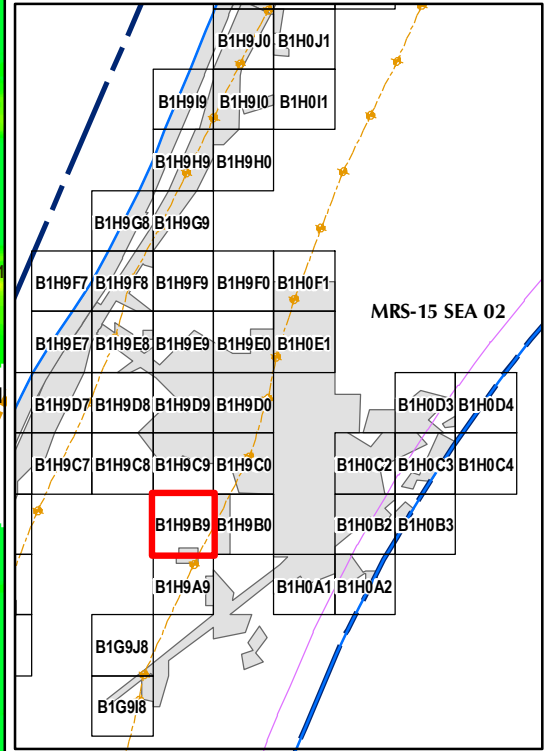 B1H9J0 B1H0J1
B1H9I9 B1H9I0 B1H0I1
B1H9H9 B1H9H0
B1H9G8 B1H9G9
B1H9F7 B1H9F8 B1H9F9 B1H9F0 B1H0F1
MRS-15 SEA 02
B1H9E7 B1H9E8 B1H9E9 B1H9E0 B1H0E1
B1H9D7 B1H9D8 B1H9D9 B1H9D0 B1H0D3 B1H0D4
B1H9C7 B1H9C8 B1H9C9 B1H9C0 B1H0C2 B1H0C3 B1H0C4
B1H9B9 B1H9B0 B1H0B2 B1H0B3
B1H9A9 B1H0A1 B1H0A2
B1G9J8
B1G9I8